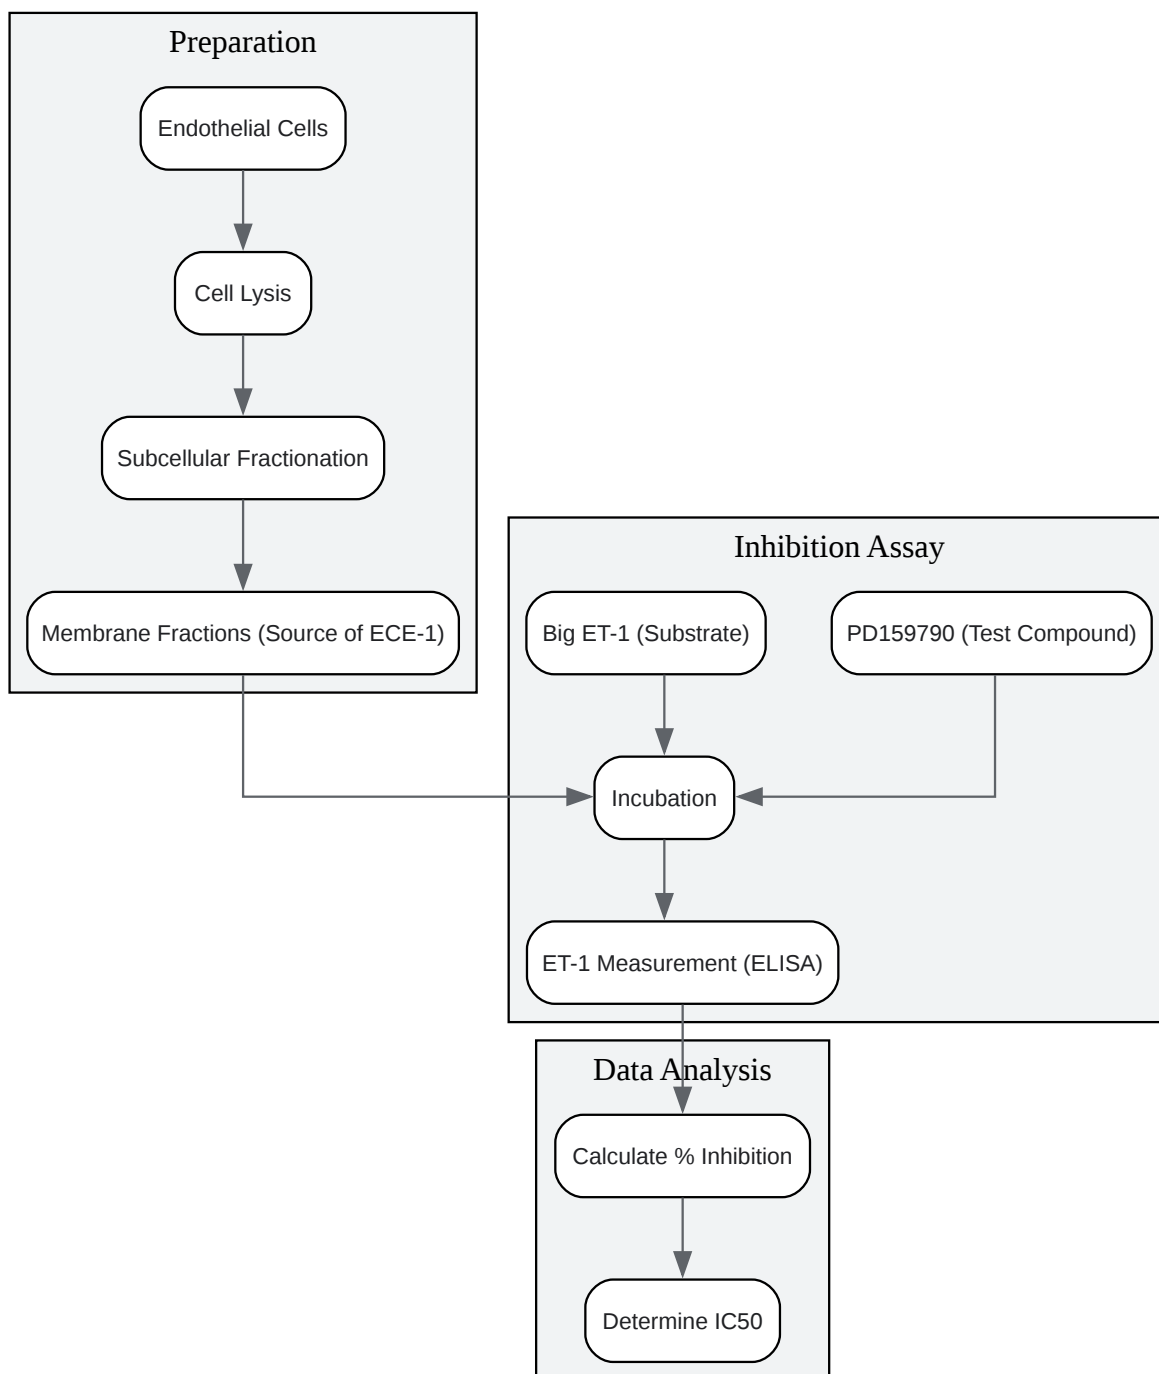 Preparation
Endothelial Cells
Cell Lysis
Subcellular Fractionation
Membrane Fractions (Source of ECE-1)
Inhibition Assay
Big ET-1 (Substrate)
PD159790 (Test Compound)
Incubation
ET-1 Measurement (ELISA)
Data Analysis
Calculate % Inhibition
Determine IC50